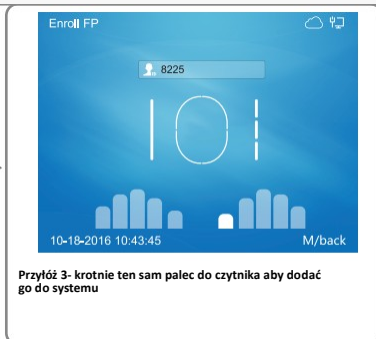 Enroll FP
8225
10-18-2016 10:43:45 M/back
Przyłóż 3- krotnie ten sam palec do czytnika aby dodać
go do systemu